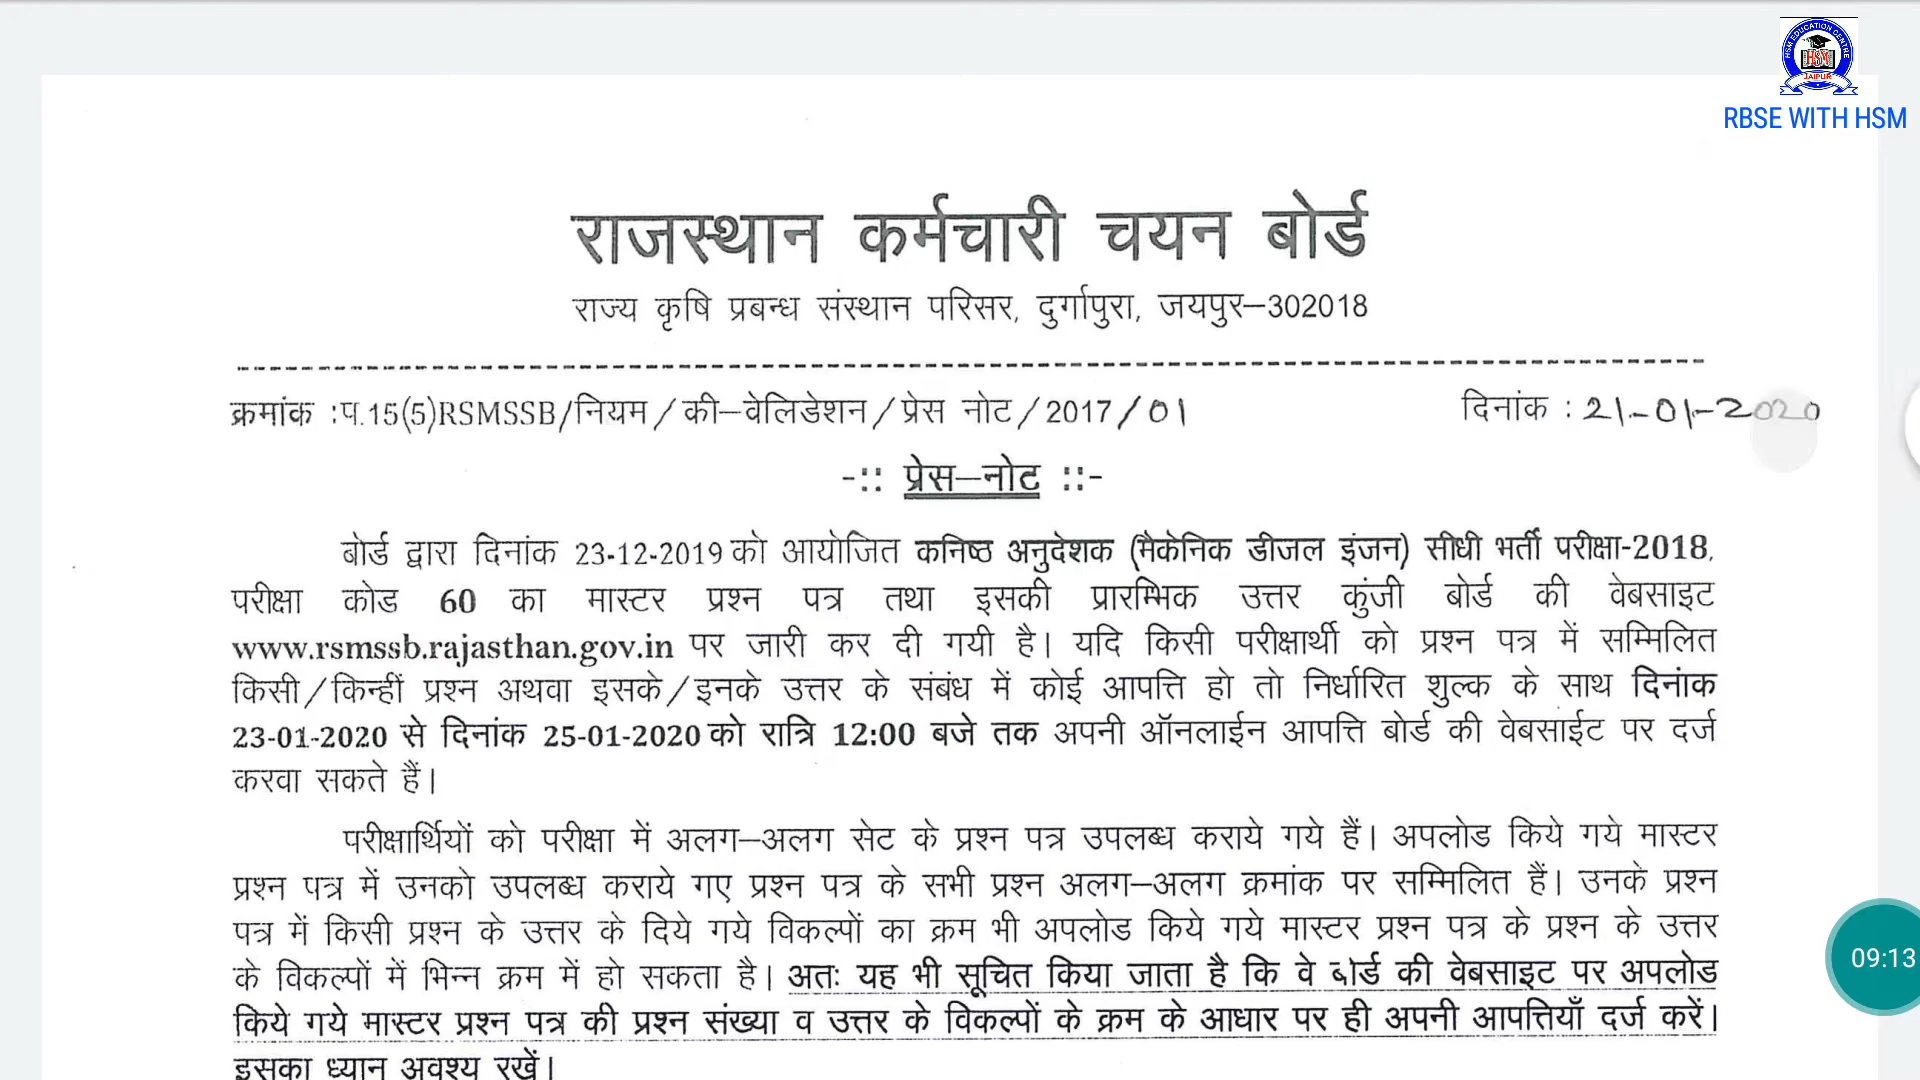 HSM EDUCATION CENTRE
HSM
JAIPUR
RBSE WITH HSM
राजस्थान कर्मचारी चयन बोर्ड
राज्य कृषि प्रबन्ध संस्थान परिसर, दुर्गापुरा, जयपुर–302018
क्रमांक :प.15(5)RSMSSB/नियम/की–वेलिडेशन/प्रेस नोट/2017/01 दिनांक : 21-01-2020
-:: प्रेस–नोट ::-
बोर्ड द्वारा दिनांक 23-12-2019 को आयोजित कनिष्ठ अनुदेशक (मैकेनिक डीजल इंजन) सीधी भर्ती परीक्षा-2018,
परीक्षा कोड 60 का मास्टर प्रश्न पत्र तथा इसकी प्रारम्भिक उत्तर कुंजी बोर्ड की वेबसाइट
www.rsmssb.rajasthan.gov.in पर जारी कर दी गयी है। यदि किसी परीक्षार्थी को प्रश्न पत्र में सम्मिलित
किसी/किन्हीं प्रश्न अथवा इसके/इनके उत्तर के संबंध में कोई आपत्ति हो तो निर्धारित शुल्क के साथ दिनांक
23-01-2020 से दिनांक 25-01-2020 को रात्रि 12:00 बजे तक अपनी ऑनलाईन आपत्ति बोर्ड की वेबसाईट पर दर्ज
करवा सकते हैं।
परीक्षार्थियों को परीक्षा में अलग–अलग सेट के प्रश्न पत्र उपलब्ध कराये गये हैं। अपलोड किये गये मास्टर
प्रश्न पत्र में उनको उपलब्ध कराये गए प्रश्न पत्र के सभी प्रश्न अलग–अलग क्रमांक पर सम्मिलित हैं। उनके प्रश्न
पत्र में किसी प्रश्न के उत्तर के दिये गये विकल्पों का क्रम भी अपलोड किये गये मास्टर प्रश्न पत्र के प्रश्न के उत्तर
के विकल्पों में भिन्न क्रम में हो सकता है। अतः यह भी सूचित किया जाता है कि वे बोर्ड की वेबसाइट पर अपलोड
किये गये मास्टर प्रश्न पत्र की प्रश्न संख्या व उत्तर के विकल्पों के क्रम के आधार पर ही अपनी आपत्तियाँ दर्ज करें।
इसका ध्यान अवश्य रखें।
09:13